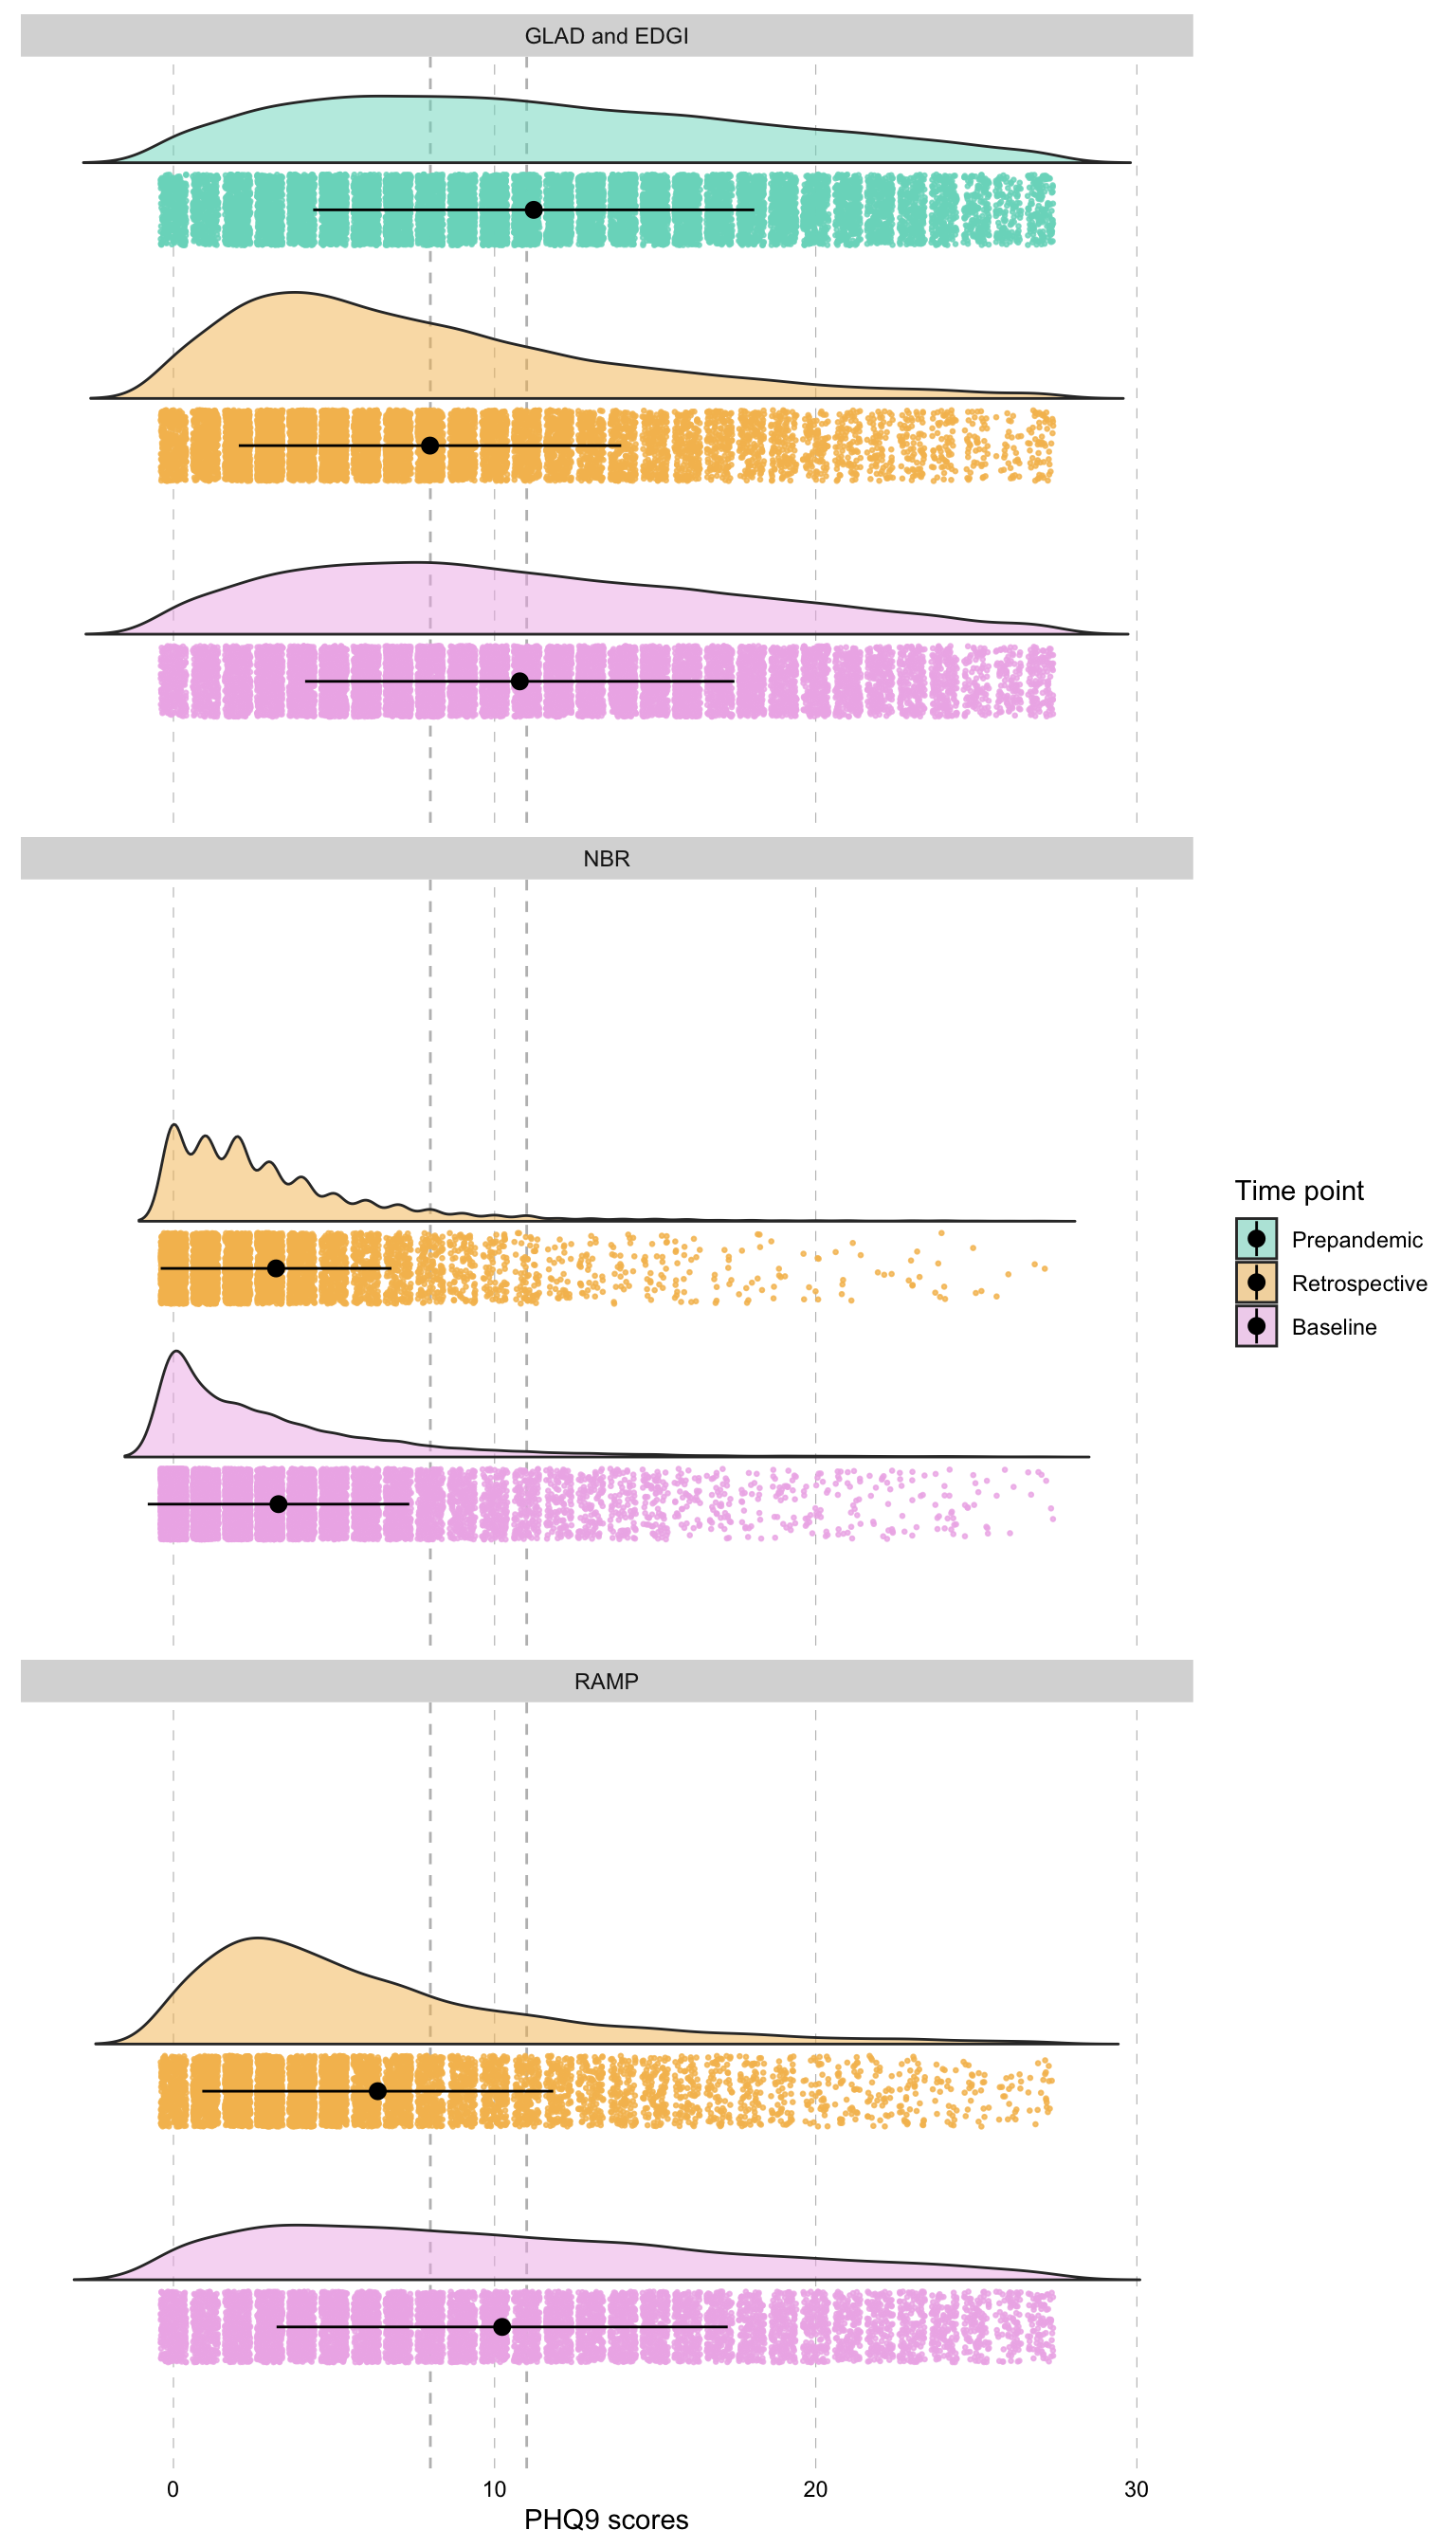 GLAD and EDGI
NBR
RAMP
Time point
Prepandemic
Retrospective
Baseline
0 10 20 30
PHQ9 scores